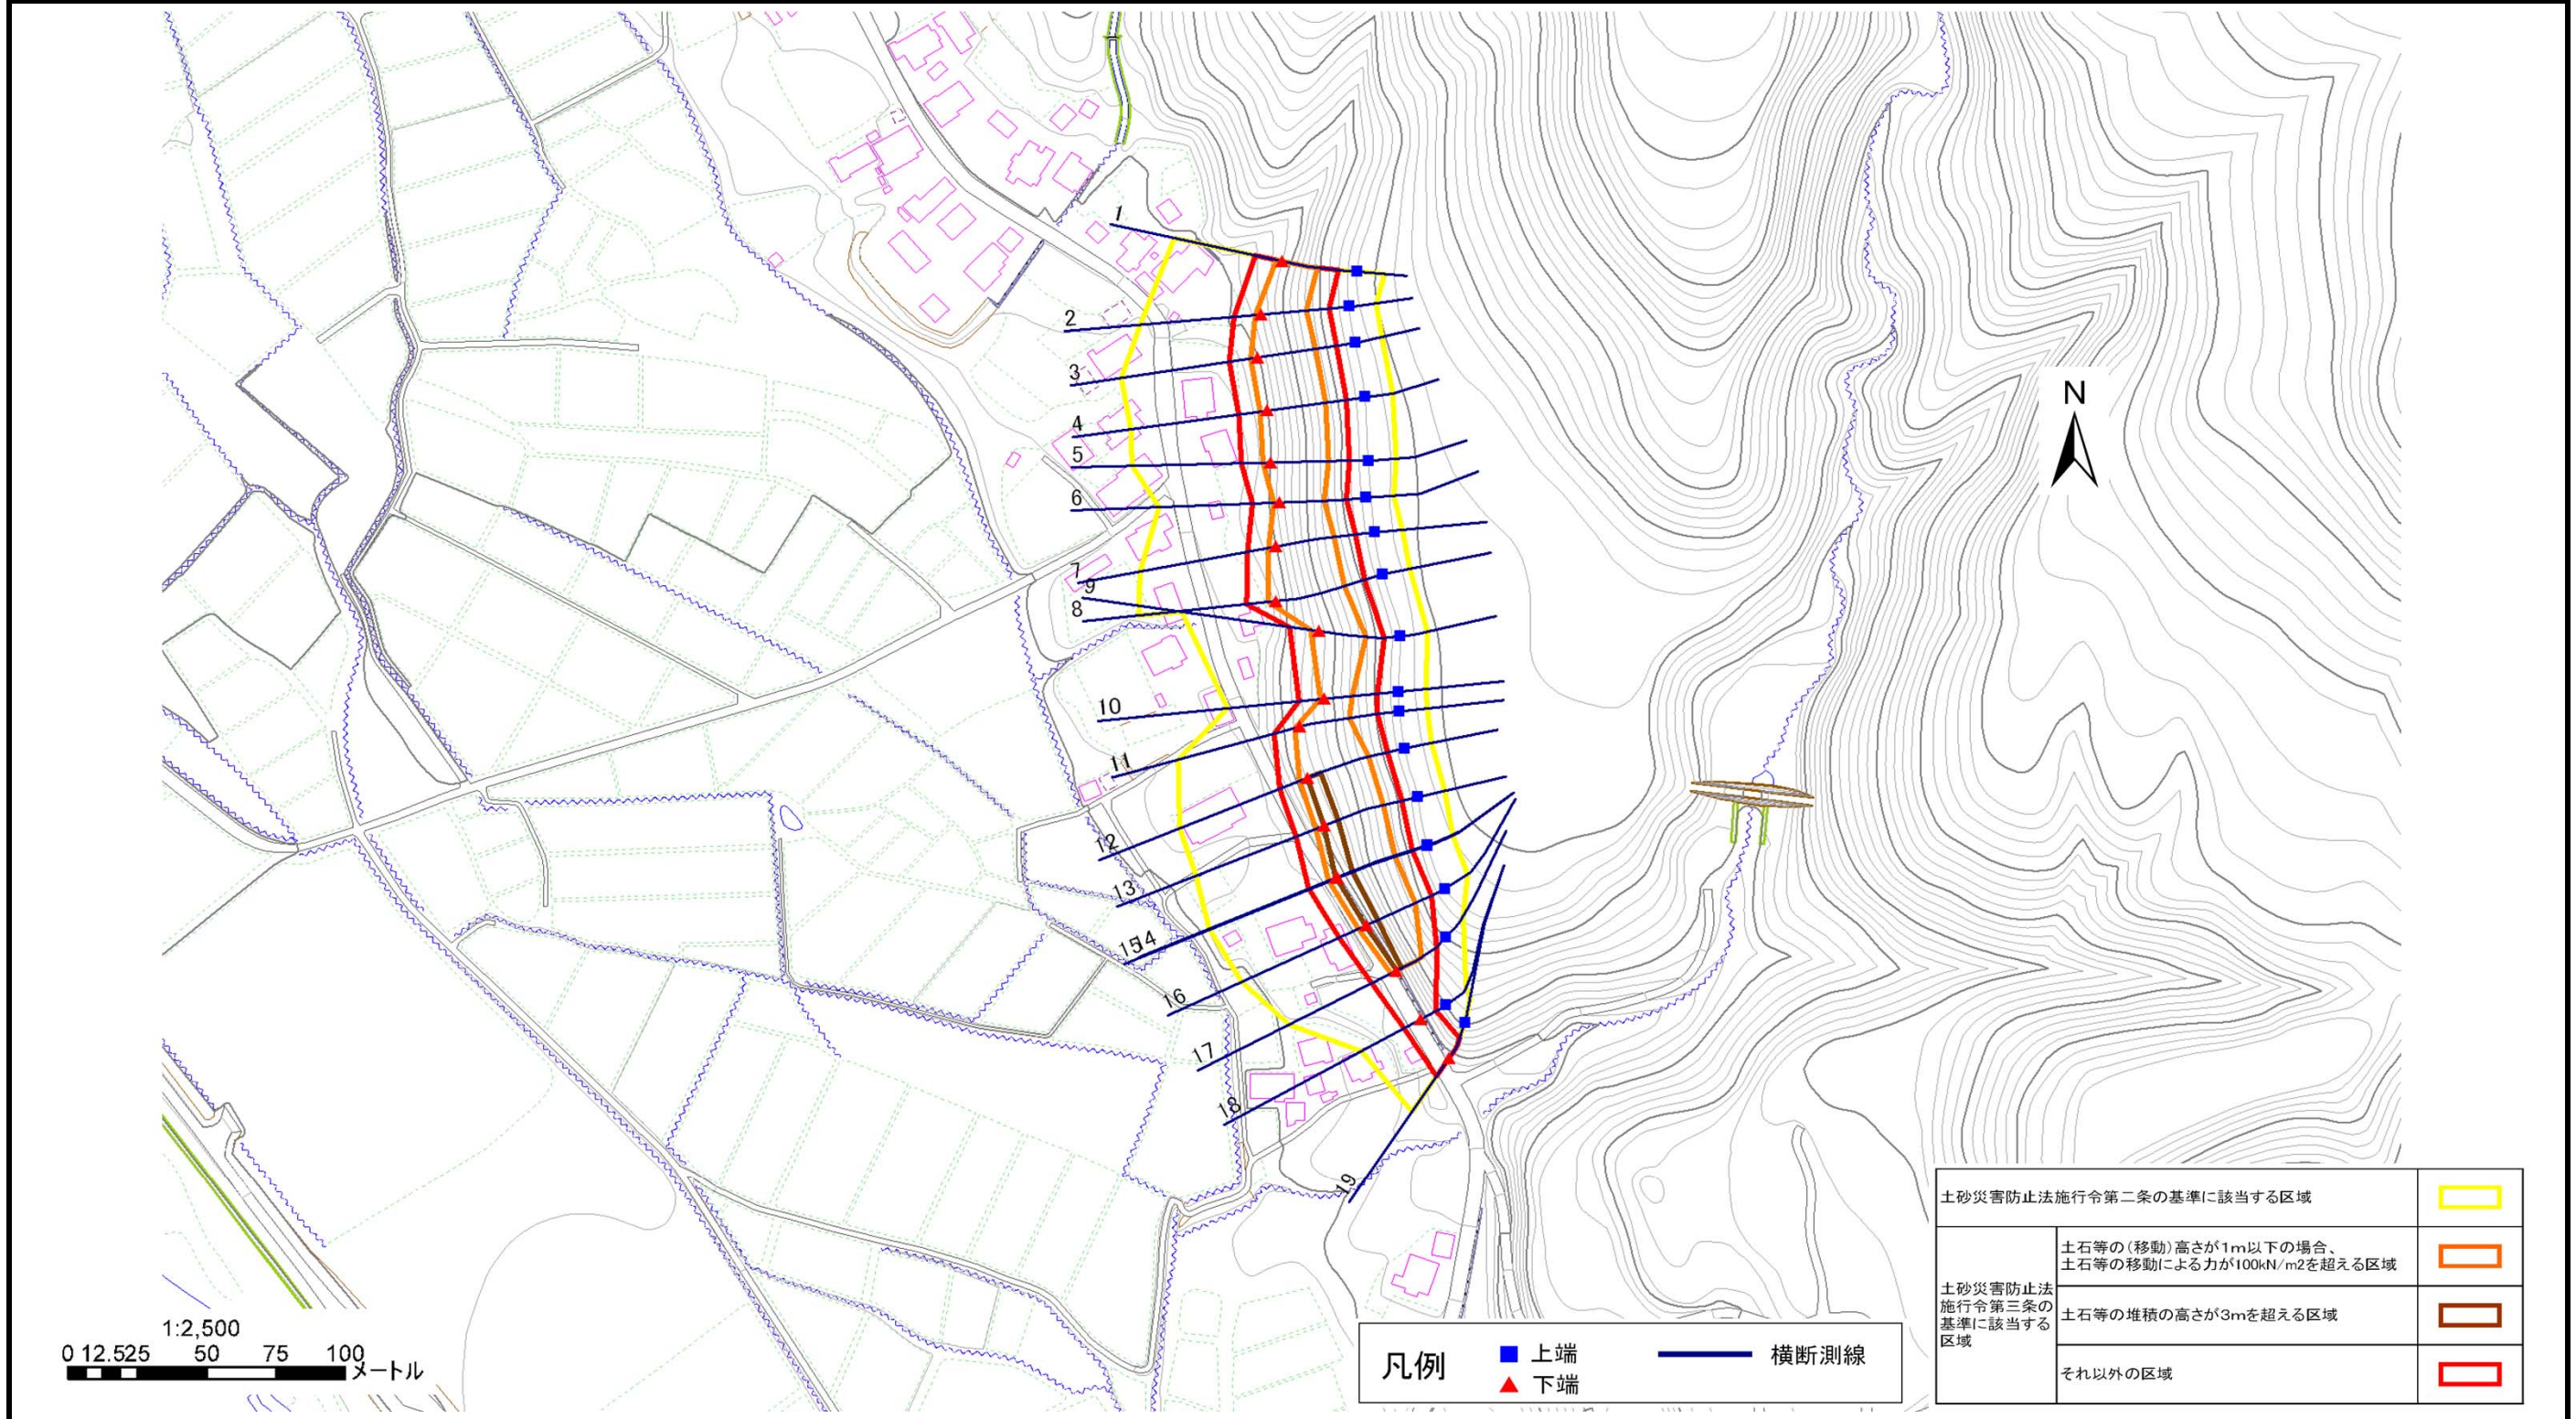 1
2
3
4
5
6
7
9
8
10
11
12
13
1514
16
17
18
19
N
1:2,500
0 12.525 50 75 100
メートル
凡例
上端
下端
横断測線
土砂災害防止法施行令第二条の基準に該当する区域
土砂災害防止法
施行令第三条の
基準に該当する
区域
土石等の(移動)高さが1m以下の場合、
土石等の移動による力が100kN/m2を超える区域
土石等の堆積の高さが3mを超える区域
それ以外の区域